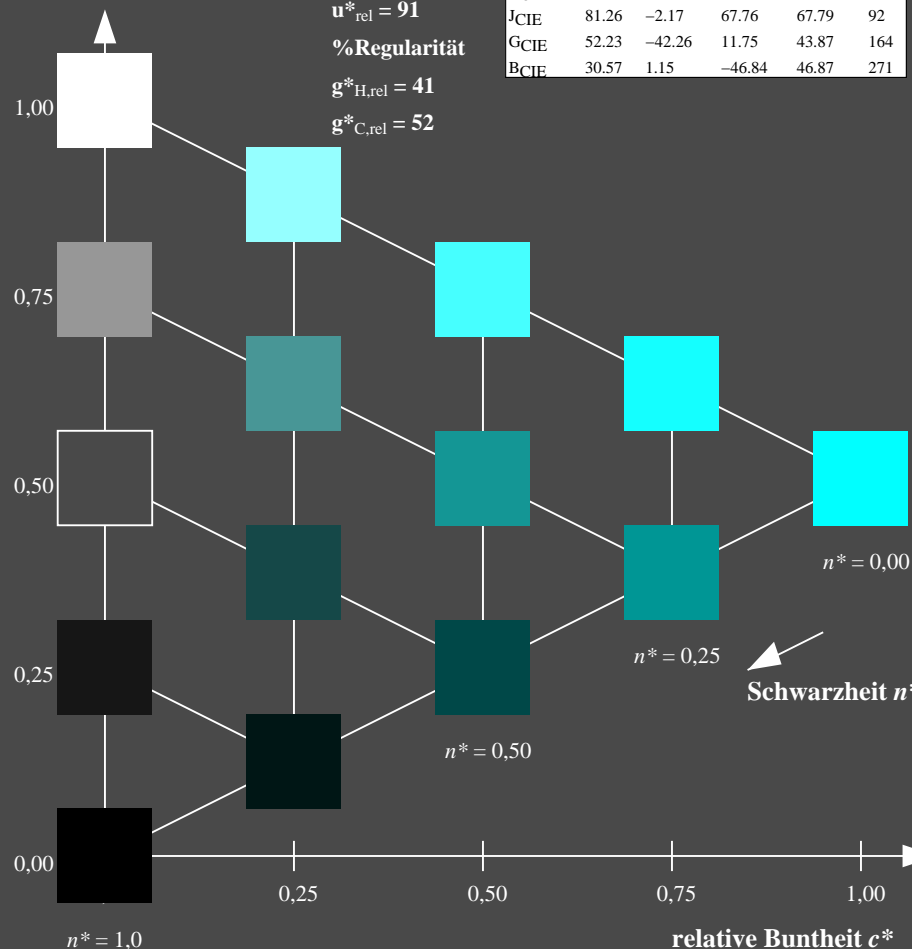 u*rel = 91
%Regularität
g*H,rel = 41
g*C,rel = 52
JCIE 81.26 −2.17 67.76 67.79 92
GCIE 52.23 −42.26 11.75 43.87 164
BCIE 30.57 1.15 −46.84 46.87 271
1,00
0,75
0,50
0,25
0,00
n* = 0,00
n* = 0,25
Schwarzheit n*
n* = 0,50
0,25 0,50 0,75 1,00
n* = 1,0
relative Buntheit c*